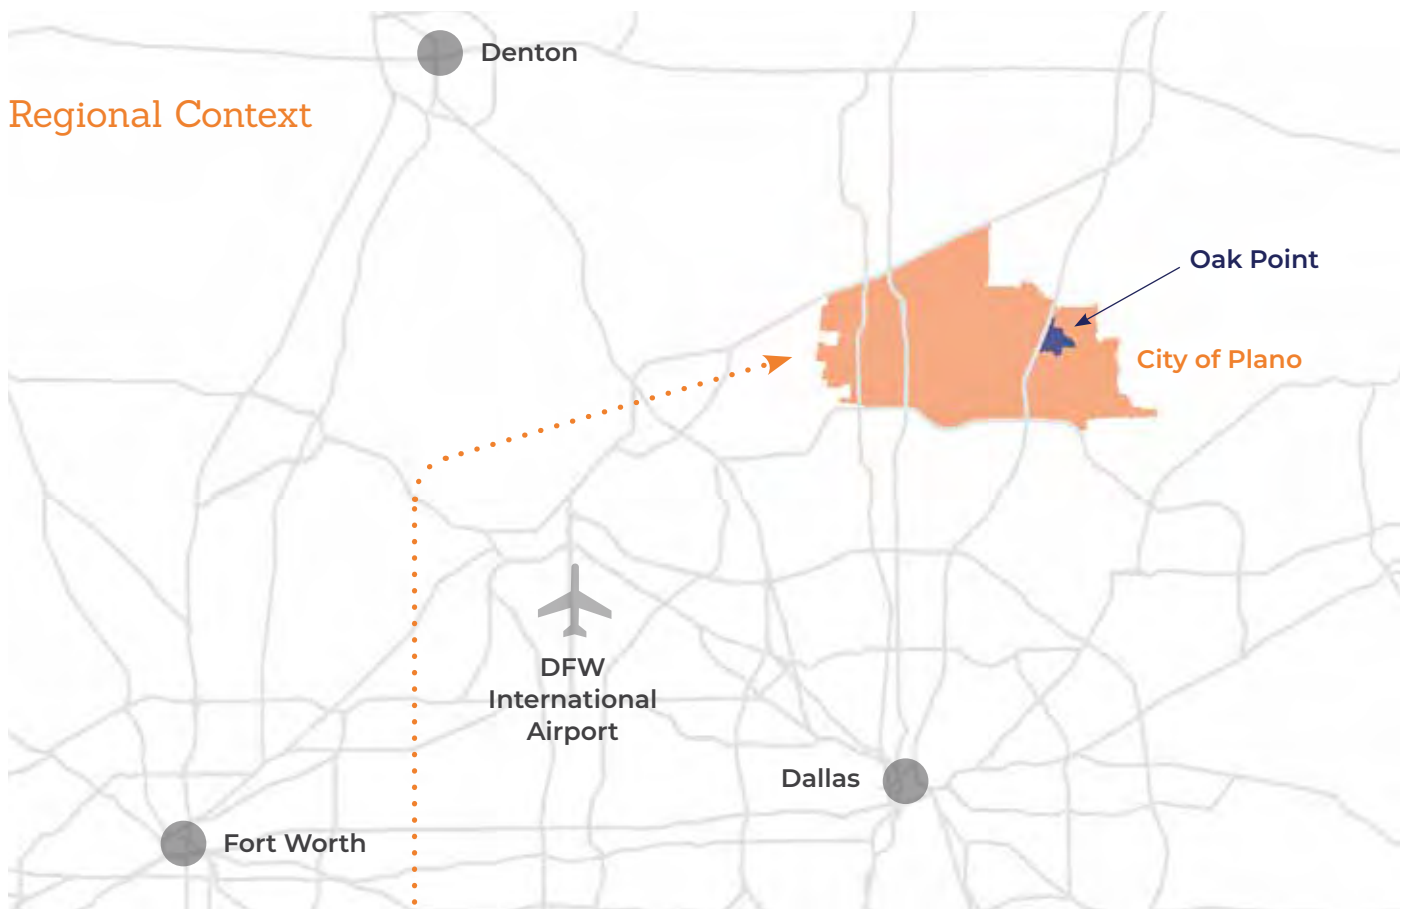 Denton
Regional Context
Oak Point
City of Plano
DFW
International
Airport
Dallas
Fort Worth